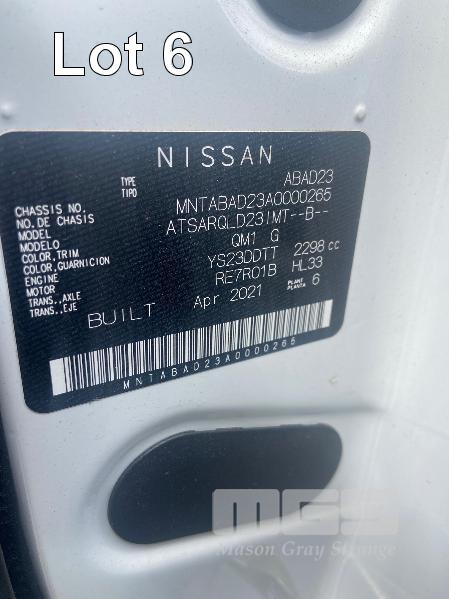 Lot 6
NISSAN
TYPE
TIPO
ABAD23
CHASSIS NO.
NO. DE CHASIS
MNTABAD23A0000265
MODEL
MODELO
ATSARQLD23IMT--B--
COLOR,TRIM
COLOR,GUARNICION
QM1 G
ENGINE
MOTOR
YS23DDTT 2298 cc
TRANS.,AXLE
TRANS.,EJE
RE7R01B HL33
PLANT
PLANTA
6
BUILT Apr 2021
MNTABAD23A0000265
MGS
Mason Gray Strange